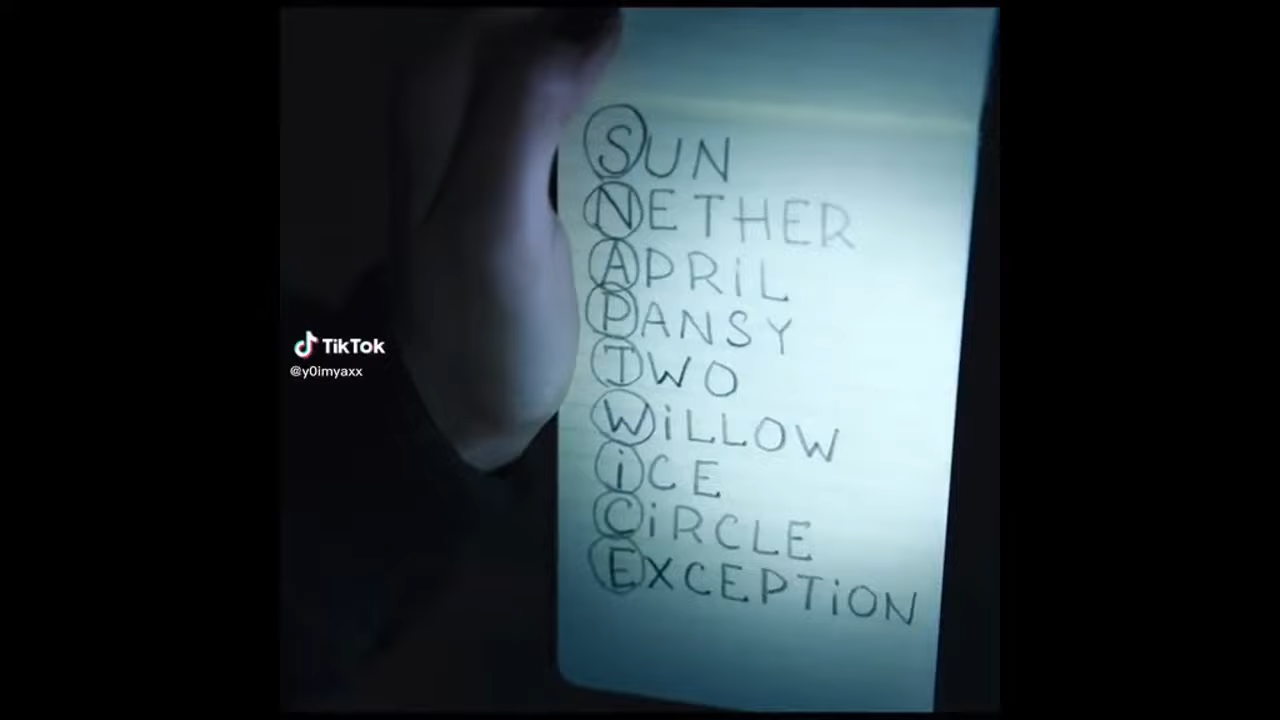 SUN
NETHER
APRiL
PANSY
TWO
WiLLOW
iCE
CiRCLE
EXCEPTiON
TikTok
@y0imyaxx